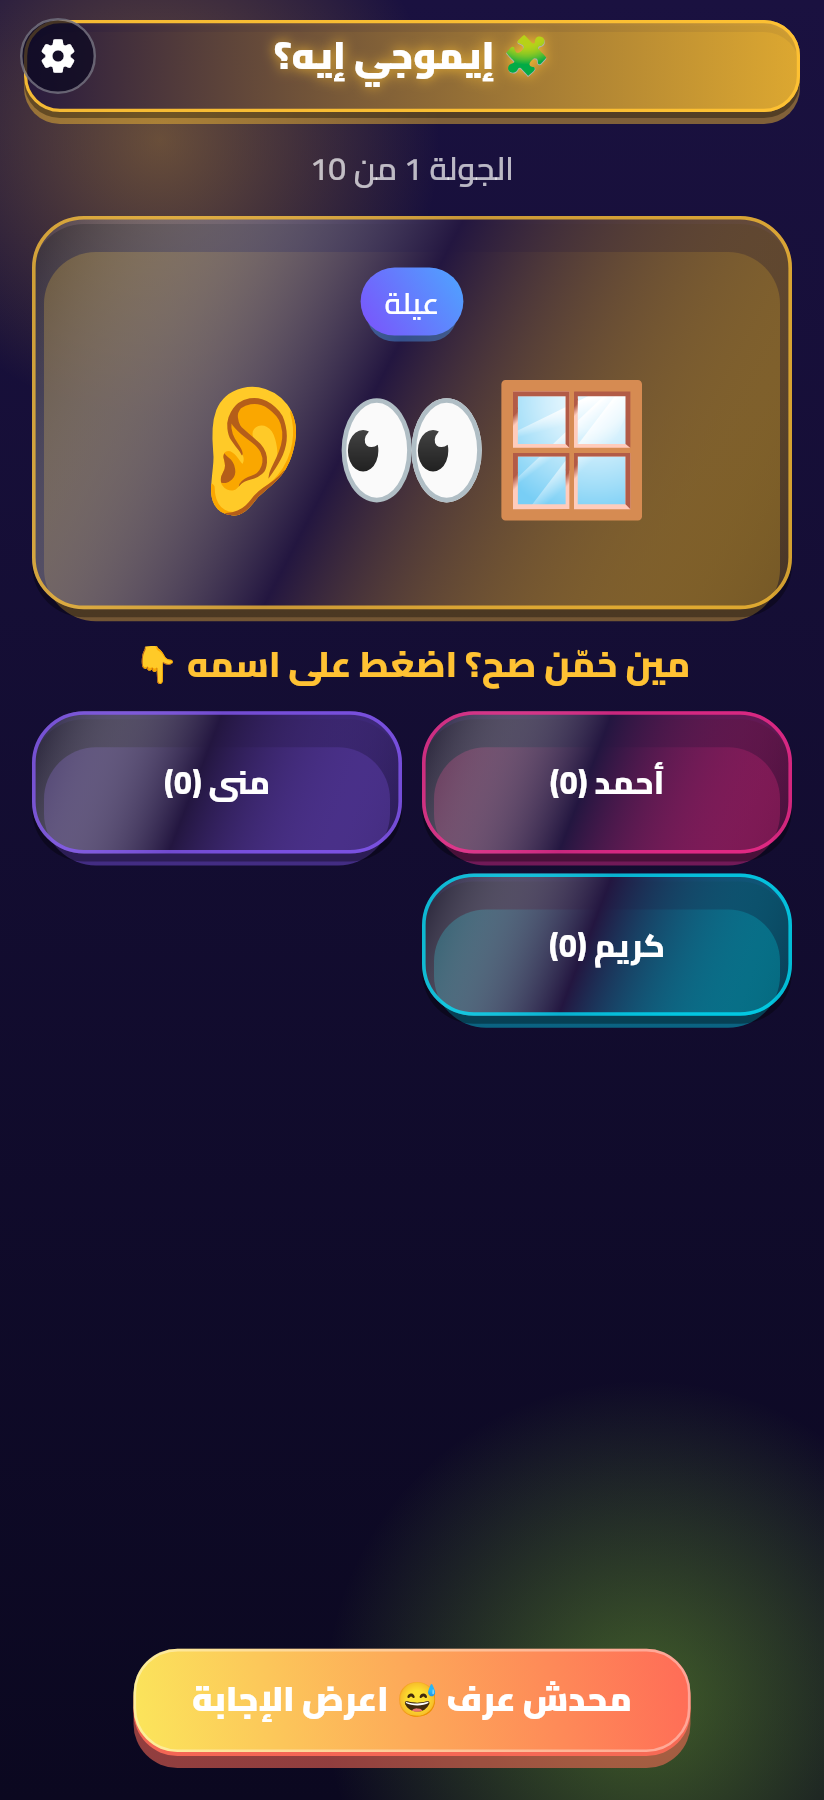 🧩 إيموجي إيه؟
الجولة 1 من 10
عيلة
مين خمّن صح؟ اضغط على اسمه 👇
أحمد (0)
منى (0)
كريم (0)
محدش عرف 😅 اعرض الإجابة